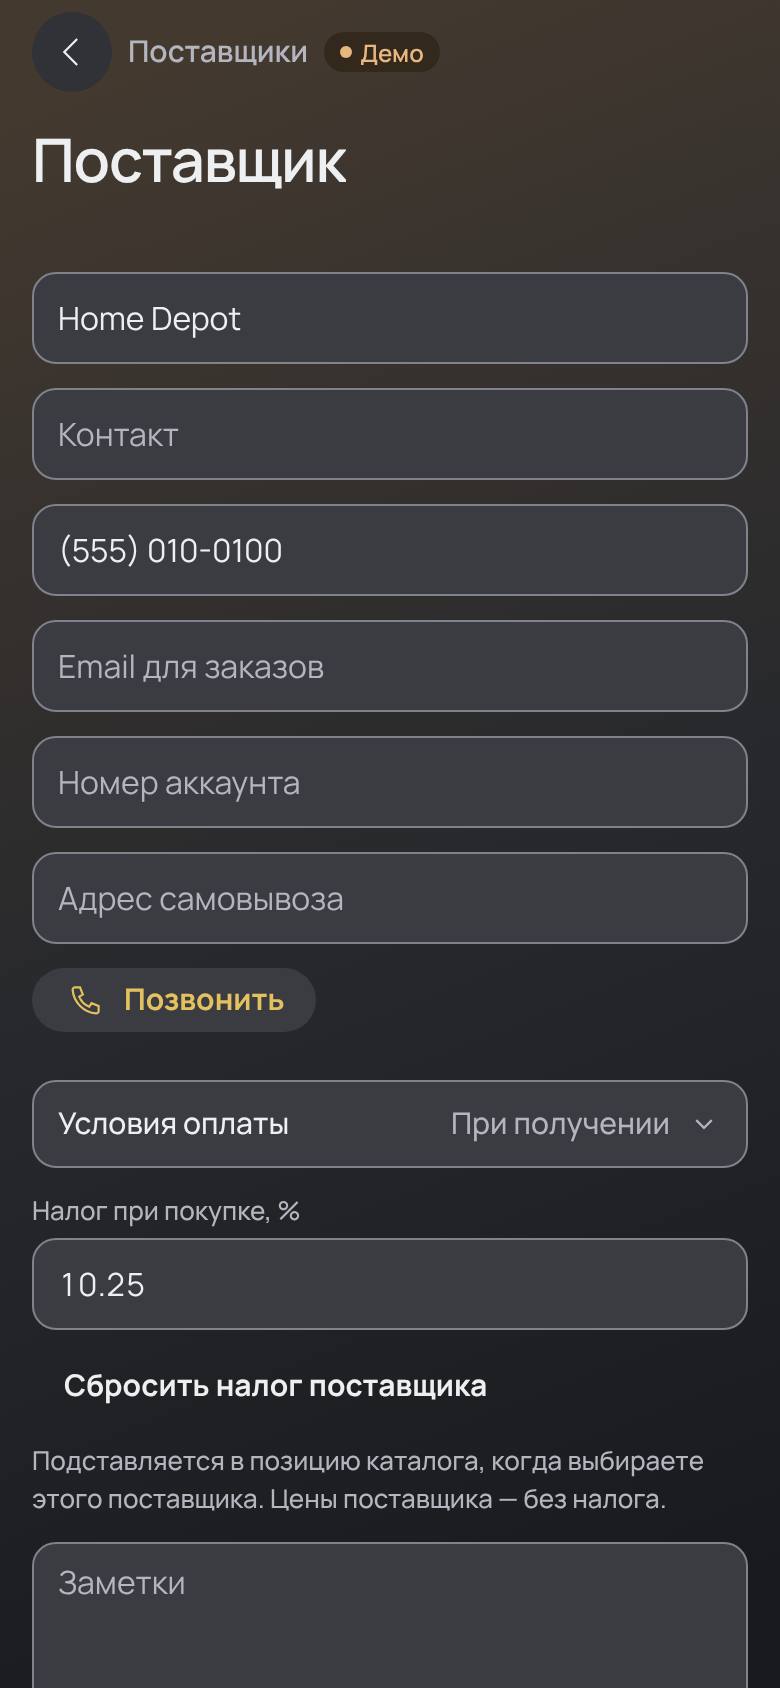 Поставщики
Демо
Поставщик
Home Depot
Контакт
(555) 010-0100
Email для заказов
Номер аккаунта
Адрес самовывоза
Позвонить
Условия оплаты При получении
Налог при покупке, %
10.25
Сбросить налог поставщика
Подставляется в позицию каталога, когда выбираете
этого поставщика. Цены поставщика — без налога.
Заметки